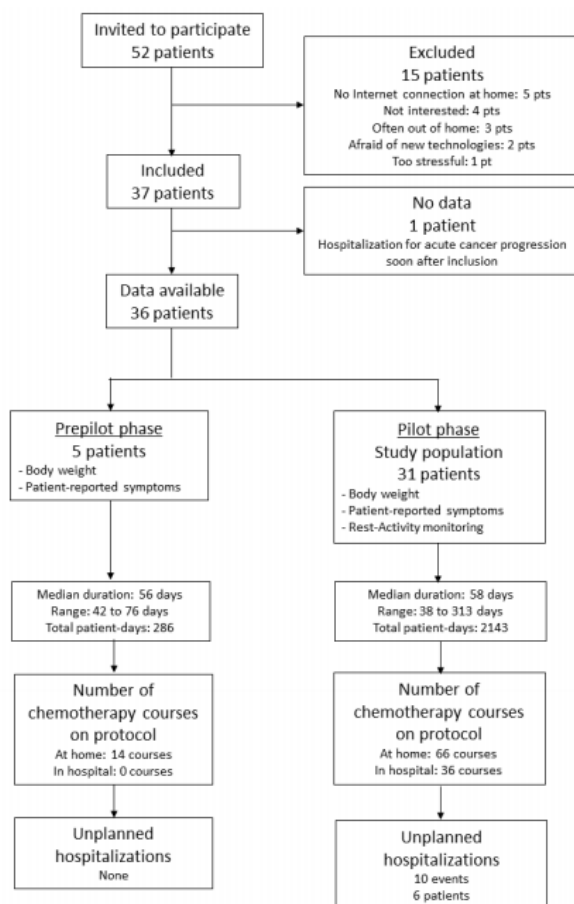 Invited to participate
52 patients
Excluded
15 patients
No Internet connection at home: 5 pts
Not interested: 4 pts
Often out of home: 3 pts
Afraid of new technologies: 2 pts
Too stressful: 1 pt
Included
37 patients
No data
1 patient
Hospitalization for acute cancer progression
soon after inclusion
Data available
36 patients
Prepilot phase
5 patients
- Body weight
- Patient-reported symptoms
Pilot phase
Study population
31 patients
- Body weight
- Patient-reported symptoms
- Rest-Activity monitoring
Median duration: 56 days
Range: 42 to 76 days
Total patient-days: 286
Median duration: 58 days
Range: 38 to 313 days
Total patient-days: 2143
Number of
chemotherapy courses
on protocol
At home: 14 courses
In hospital: 0 courses
Number of
chemotherapy courses
on protocol
At home: 66 courses
In hospital: 36 courses
Unplanned
hospitalizations
None
Unplanned
hospitalizations
10 events
6 patients